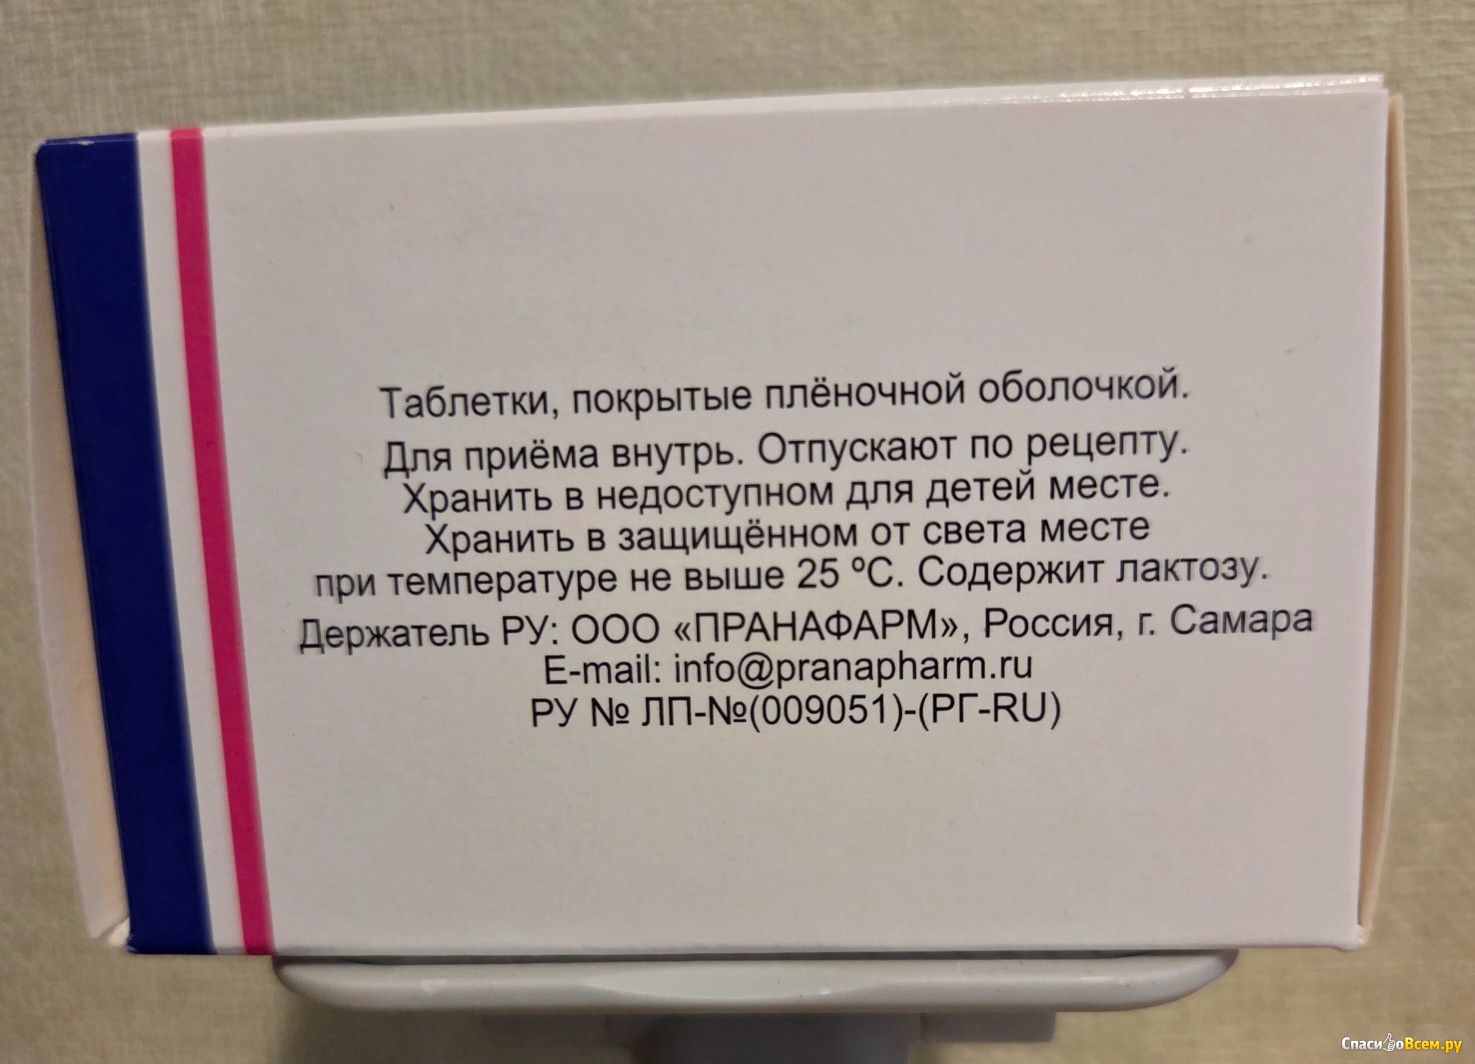 Таблетки, покрытые плёночной оболочкой.
Для приёма внутрь. Отпускают по рецепту.
Хранить в недоступном для детей месте.
Хранить в защищённом от света месте
при температуре не выше 25 ºС. Содержит лактозу.
Держатель РУ: ООО «ПРАНАФАРМ», Россия, г. Самара
E-mail: info@pranapharm.ru
РУ № ЛП-№(009051)-(РГ-RU)
СпасибоВсем.ру